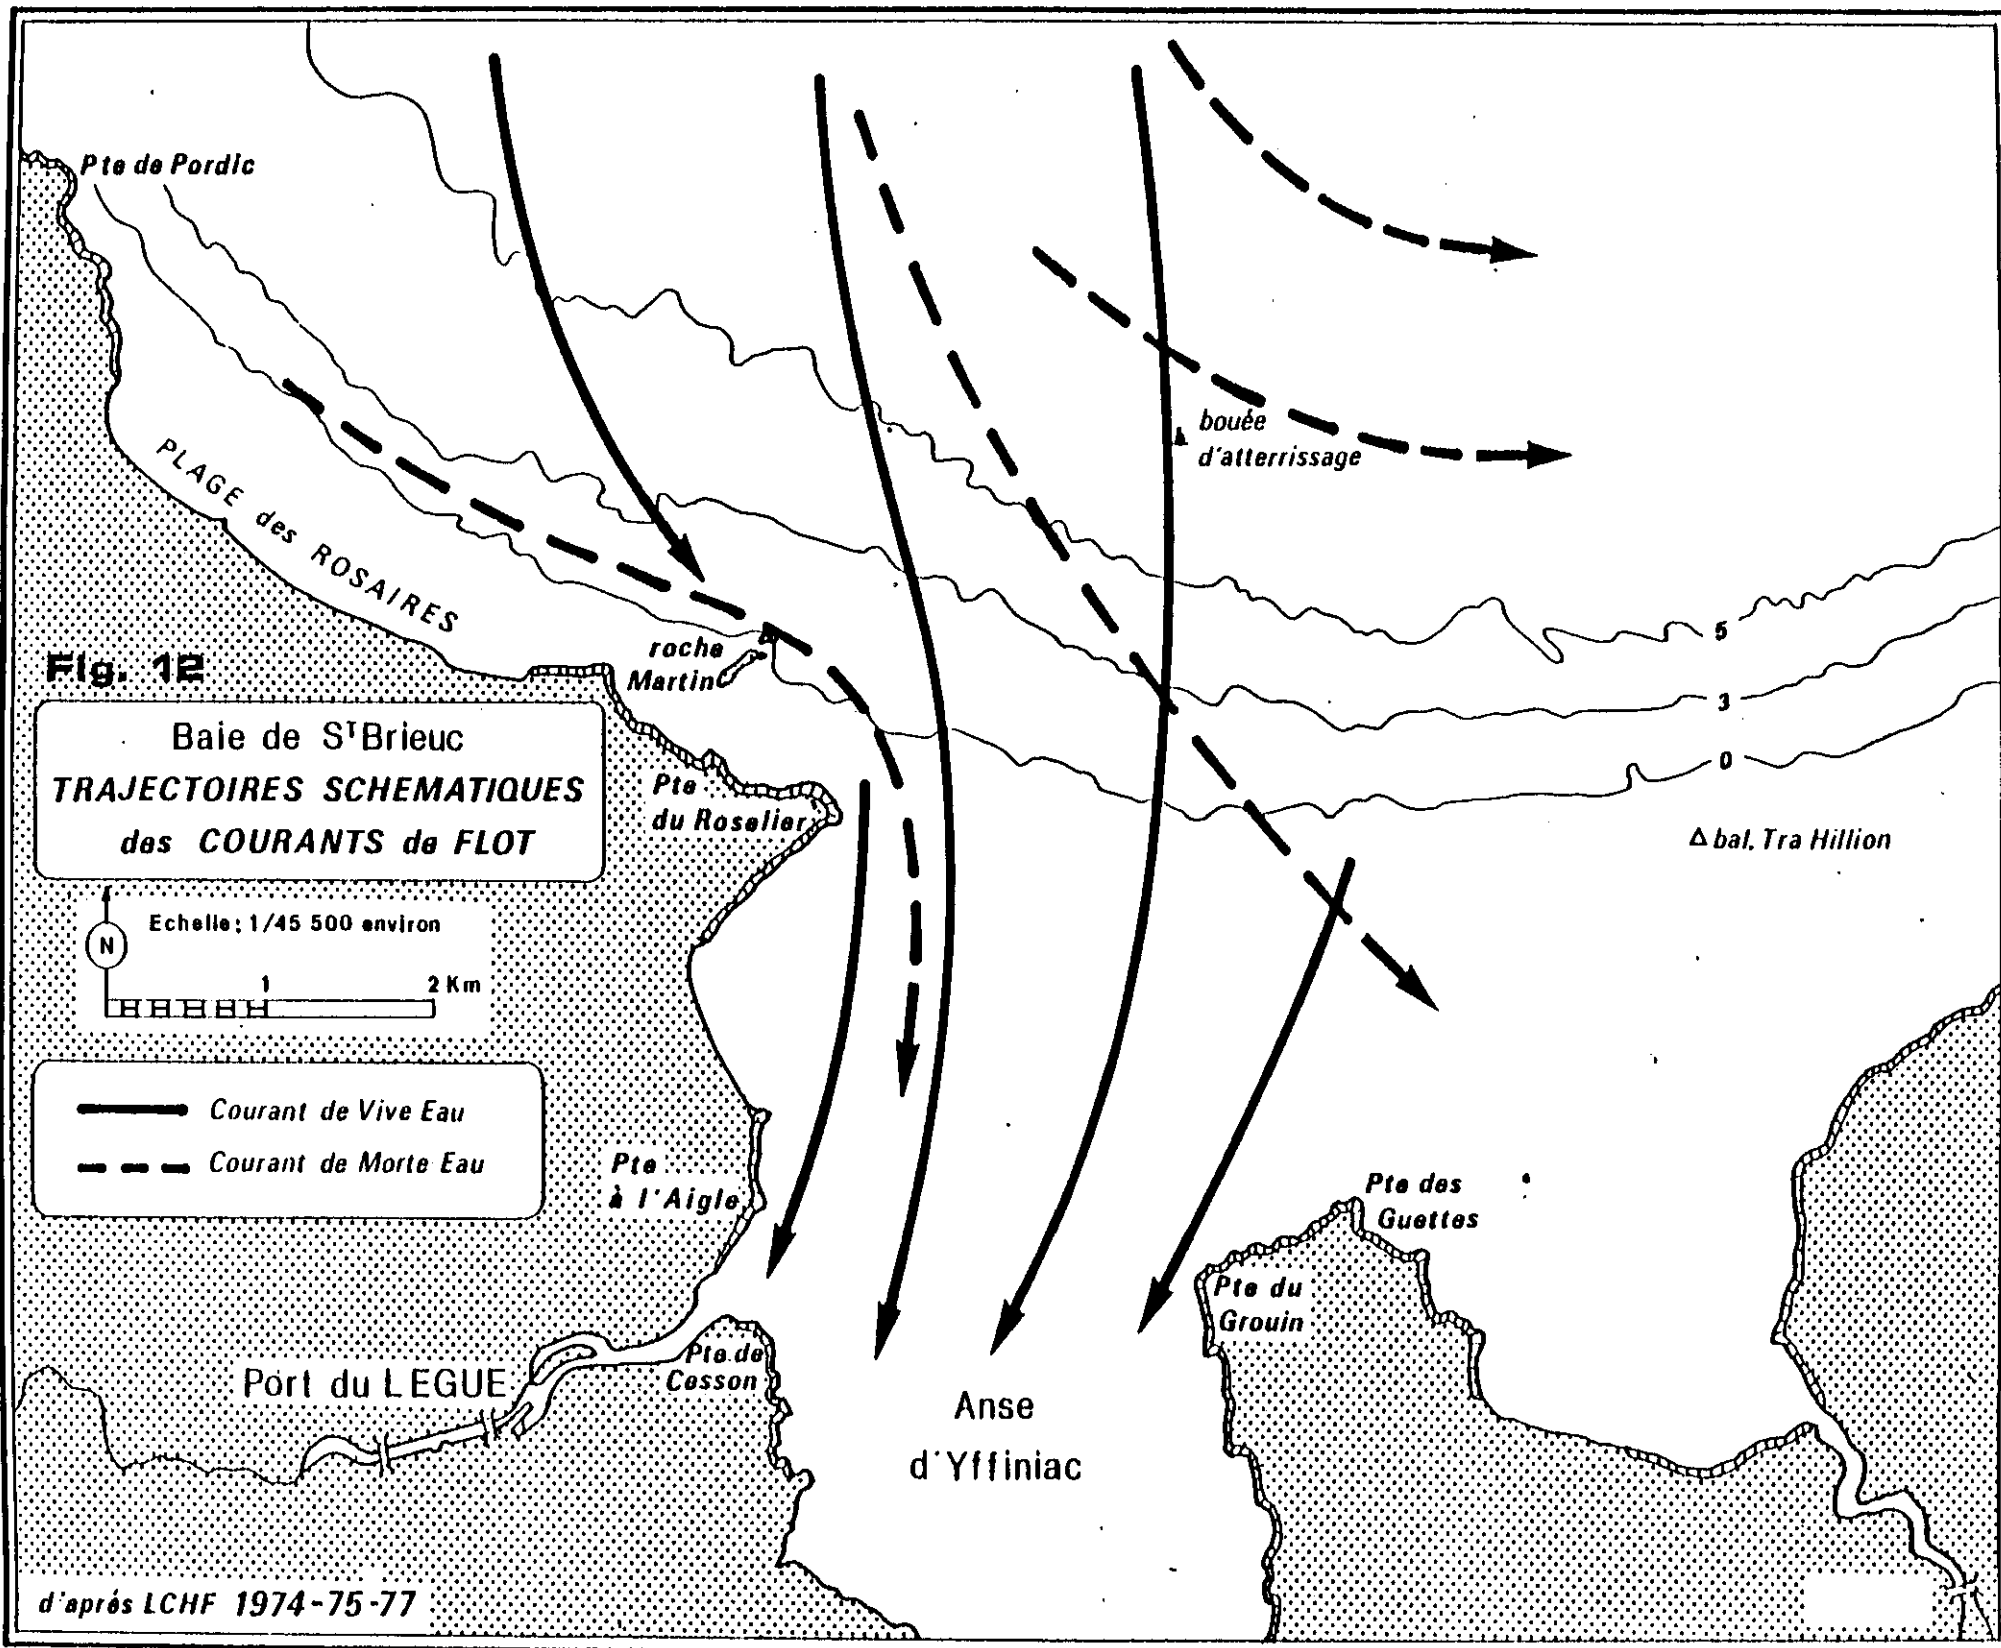 Pte de Pordic
PLAGE des ROSAIRES
bouée
d'atterrissage
roche
Martin
5
3
0
Fig. 12
Baie de St Brieuc
TRAJECTOIRES SCHEMATIQUES
des COURANTS de FLOT
Pte
du Roselier
bal. Tra Hillion
Echelle: 1/45 500 environ
N
1
2 Km
Courant de Vive Eau
Courant de Morte Eau
Pte
à l'Aigle
Pte des
Guettes
Pte du
Grouin
Port du LEGUE
Pte de
Cesson
Anse
d'Yffiniac
d'aprés LCHF 1974-75-77